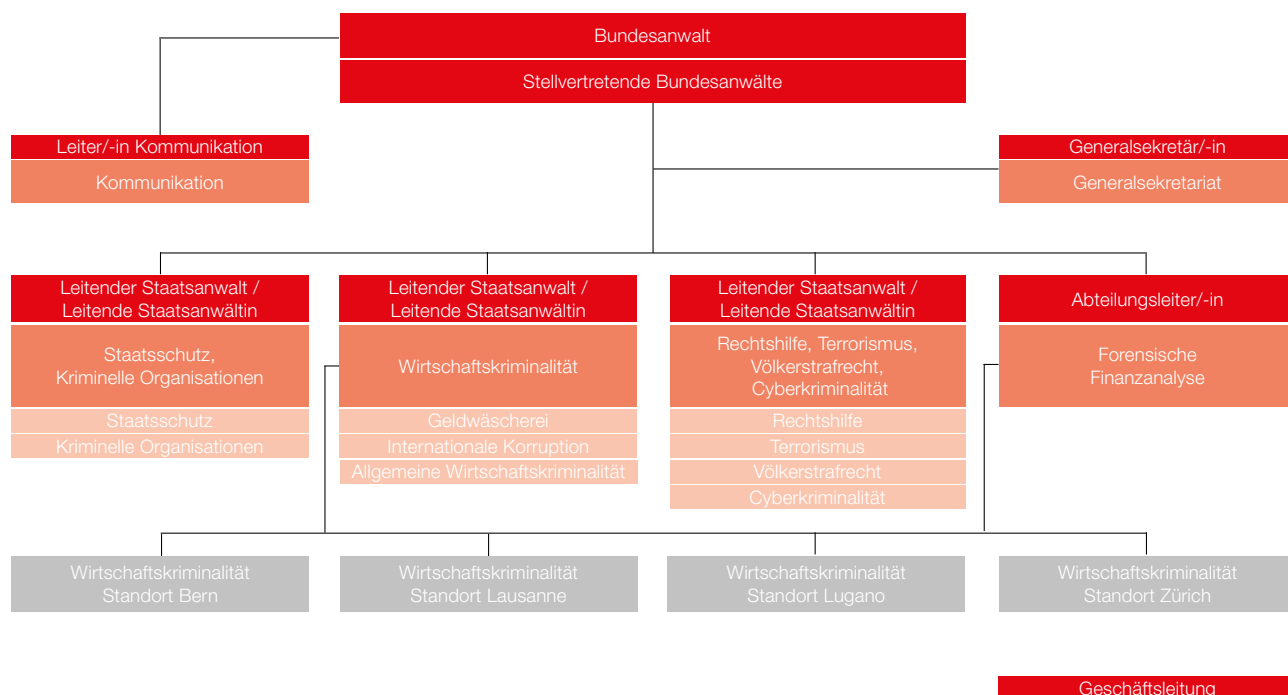 Bundesanwalt
Stellvertretende Bundesanwälte
Leiter/-in Kommunikation
Kommunikation
Generalsekretär/-in
Generalsekretariat
Leitender Staatsanwalt /
Leitende Staatsanwältin
Staatsschutz,
Kriminelle Organisationen
Staatsschutz
Kriminelle Organisationen
Leitender Staatsanwalt /
Leitende Staatsanwältin
Wirtschaftskriminalität
Geldwäscherei
Internationale Korruption
Allgemeine Wirtschaftskriminalität
Leitender Staatsanwalt /
Leitende Staatsanwältin
Rechtshilfe, Terrorismus,
Völkerstrafrecht,
Cyberkriminalität
Rechtshilfe
Terrorismus
Völkerstrafrecht
Cyberkriminalität
Abteilungsleiter/-in
Forensische
Finanzanalyse
Wirtschaftskriminalität
Standort Bern
Wirtschaftskriminalität
Standort Lausanne
Wirtschaftskriminalität
Standort Lugano
Wirtschaftskriminalität
Standort Zürich
Geschäftsleitung